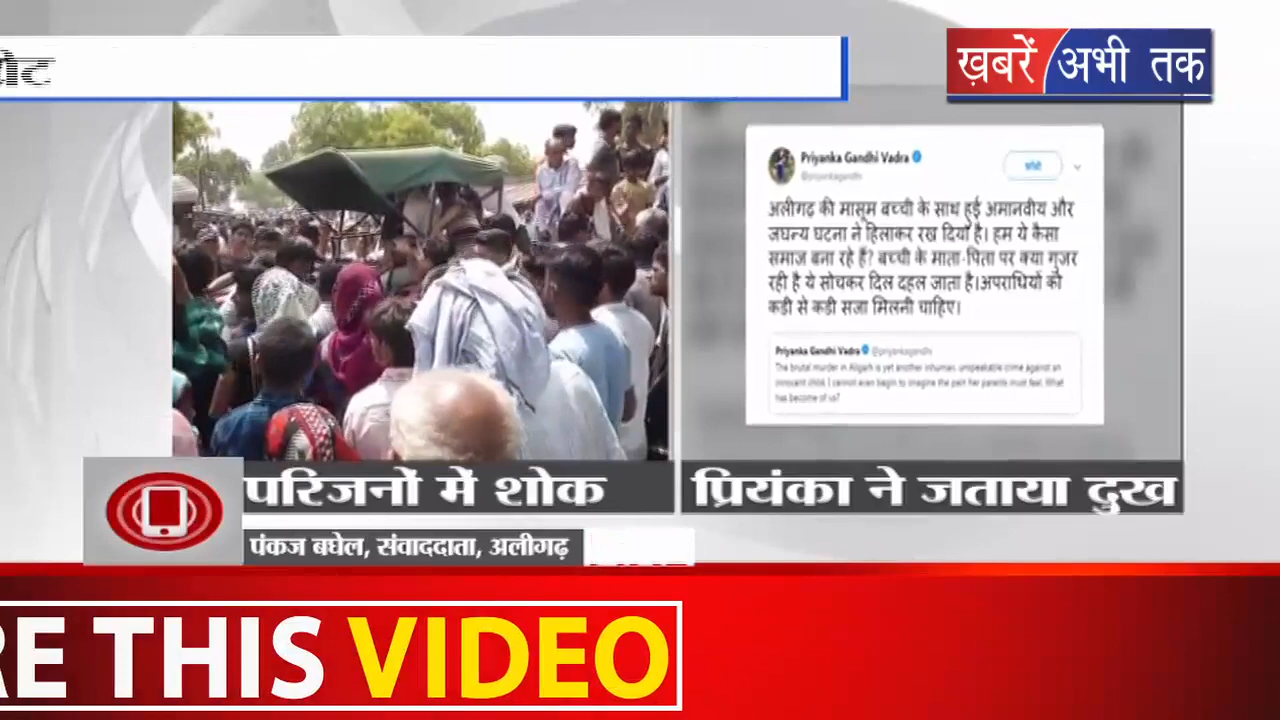 ख़बरें अभी तक
Priyanka Gandhi Vadra
@priyankagandhi
अलीगढ़ की मासूम बच्ची के साथ हुई अमानवीय और
जघन्य घटना ने हिलाकर रख दिया है। हम ये कैसा
समाज बना रहे हैं? बच्ची के माता-पिता पर क्या गुज़र
रही है ये सोचकर दिल दहल जाता है।अपराधियों को
कड़ी से कड़ी सजा मिलनी चाहिए।
Priyanka Gandhi Vadra @priyankagandhi
The brutal murder in Aligarh is yet another inhuman, unspeakable crime against an
innocent child. I cannot even begin to imagine the pain her parents must feel. What
has become of us?
परिजनों में शोक
प्रियंका ने जताया दुख
पंकज बघेल, संवाददाता, अलीगढ़
RE THIS VIDEO